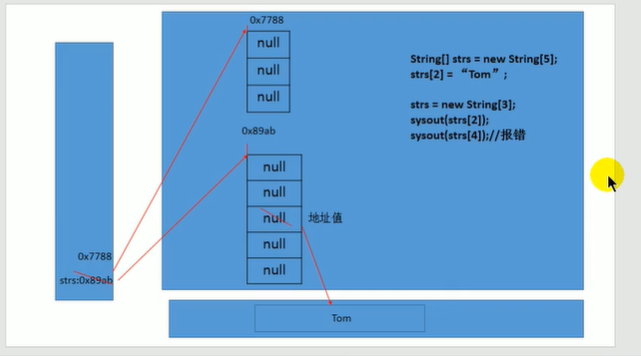 0x7788
null
null
null
0x89ab
null
null
null
地址值
null
null
String[] strs = new String[5];
strs[2] = “Tom”;
strs = new String[3];
sysout(strs[2]);
sysout(strs[4]);//报错
0x7788
strs:0x89ab
Tom